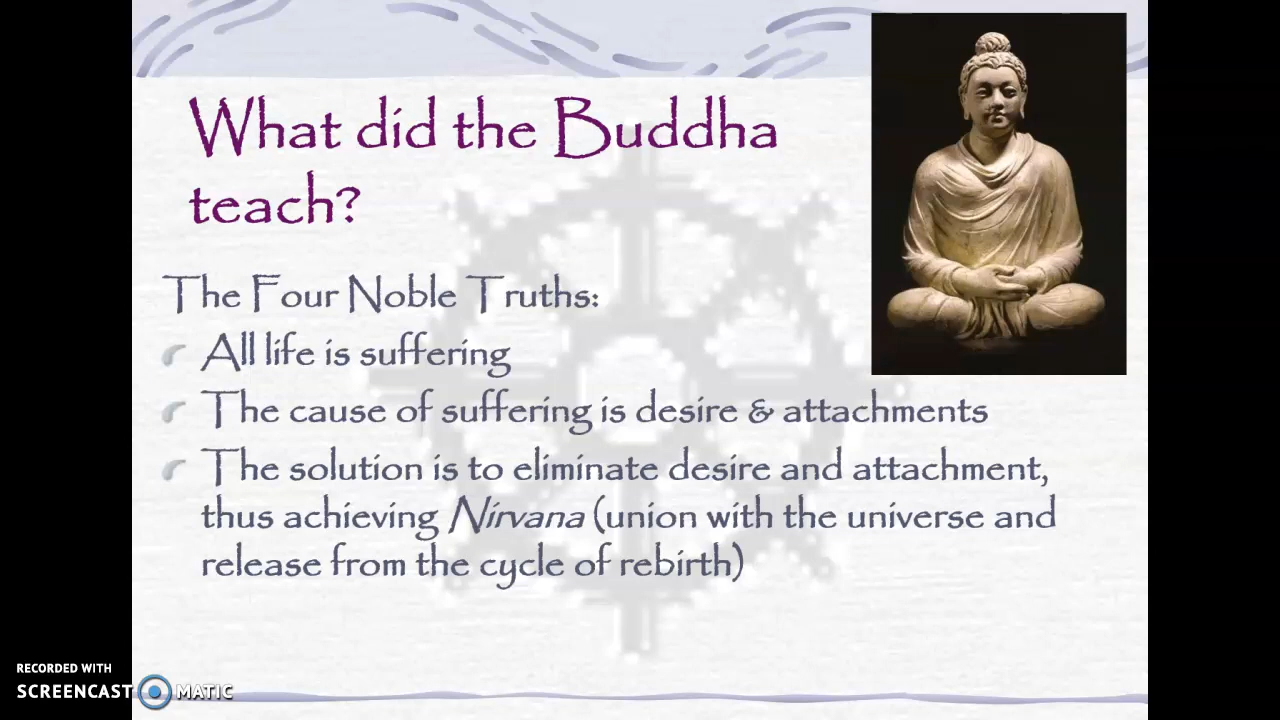 What did the Buddha
teach?
The Four Noble Truths:
All life is suffering
The cause of suffering is desire & attachments
The solution is to eliminate desire and attachment,
thus achieving Nirvana (union with the universe and
release from the cycle of rebirth)
RECORDED WITH
SCREENCAST MATIC